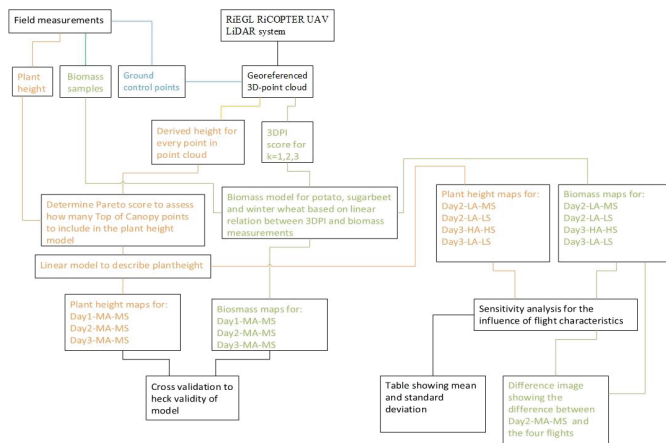 Field measurements
RiEGL RiCOPTER UAV
LiDAR system
Plant
height
Biomass
samples
Ground
control points
Georeferenced
3D-point cloud
Derived height for
every point in
point cloud
3DPI
score for
k=1,2,3
Determine Pareto score to assess
how many Top of Canopy points
to include in the plant height
model
Biomass model for potato, sugarbeet
and winter wheat based on linear
relation between 3DPI and biomass
measurements
Plant height maps for:
Day2-LA-MS
Day2-LA-LS
Day3-HA-HS
Day3-LA-LS
Biomass maps for:
Day2-LA-MS
Day2-LA-LS
Day3-HA-HS
Day3-LA-LS
Linear model to describe plantheight
Plant height maps for:
Day1-MA-MS
Day2-MA-MS
Day3-MA-MS
Biosmass maps for:
Day1-MA-MS
Day2-MA-MS
Day3-MA-MS
Sensitivity analysis for the
influence of flight characteristics
Cross validation to
heck validity of
model
Table showing mean
and standard
deviation
Difference image
showing the
difference between
Day2-MA-MS and
the four flights